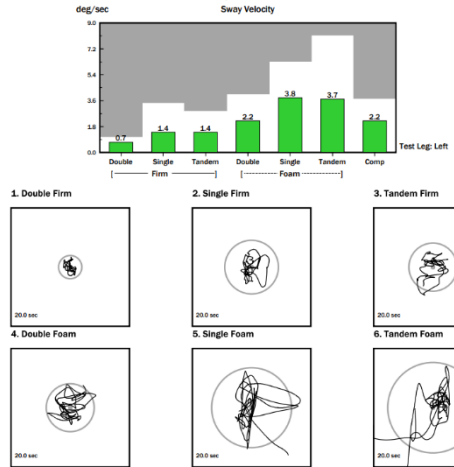 deg/sec Sway Velocity
9.0
7.2
5.4
3.6
1.8
0.0
0.7 1.4 1.4 2.2 3.8 3.7 2.2
Double Single Tandem Double Single Tandem Comp
[ Firm ] [ Foam ]
Test Leg: Left
1. Double Firm 2. Single Firm 3. Tandem Firm
20.0 sec 20.0 sec 20.0 sec
4. Double Foam 5. Single Foam 6. Tandem Foam
20.0 sec 20.0 sec 20.0 sec